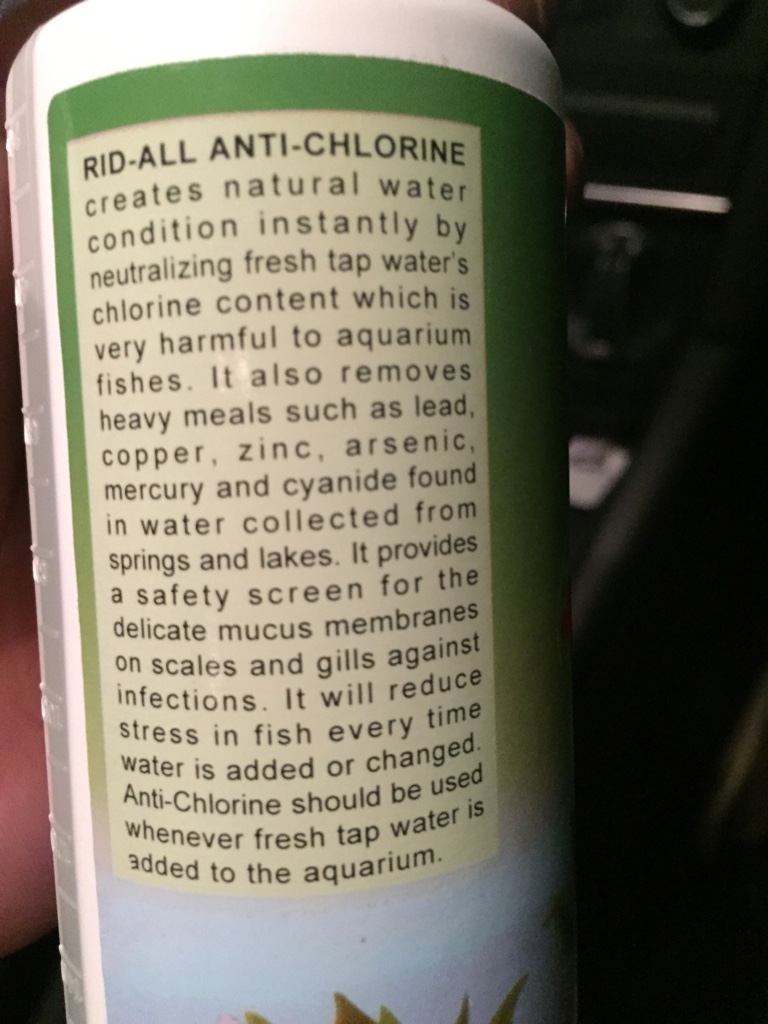 RID-ALL ANTI-CHLORINE
creates natural water
condition instantly by
neutralizing fresh tap water's
chlorine content which is
very harmful to aquarium
fishes. It also removes
heavy meals such as lead,
copper, zinc, arsenic,
mercury and cyanide found
in water collected from
springs and lakes. It provides
a safety screen for the
delicate mucus membranes
on scales and gills against
infections. It will reduce
stress in fish every time
water is added or changed.
Anti-Chlorine should be used
whenever fresh tap water is
added to the aquarium.